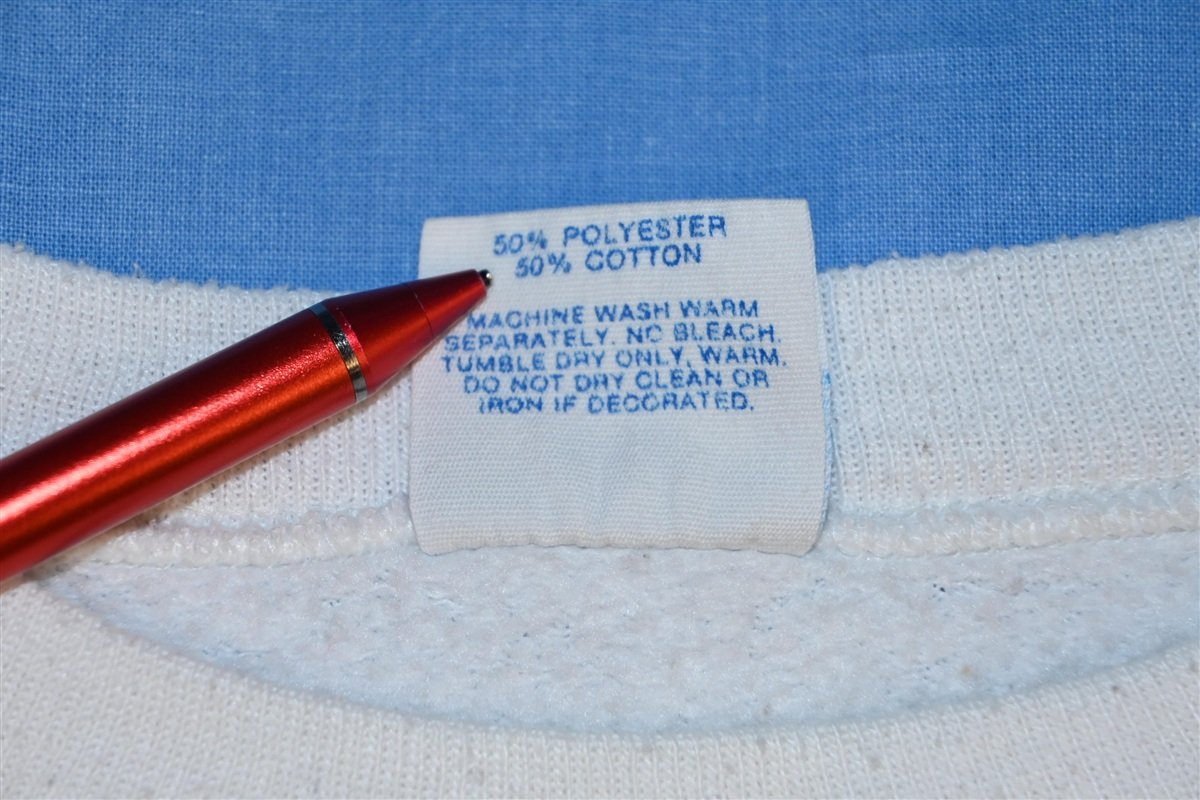 50% POLYESTER
50% COTTON
MACHINE WASH WARM
SEPARATELY. NO BLEACH.
TUMBLE DRY ONLY, WARM.
DO NOT DRY CLEAN OR
IRON IF DECORATED.